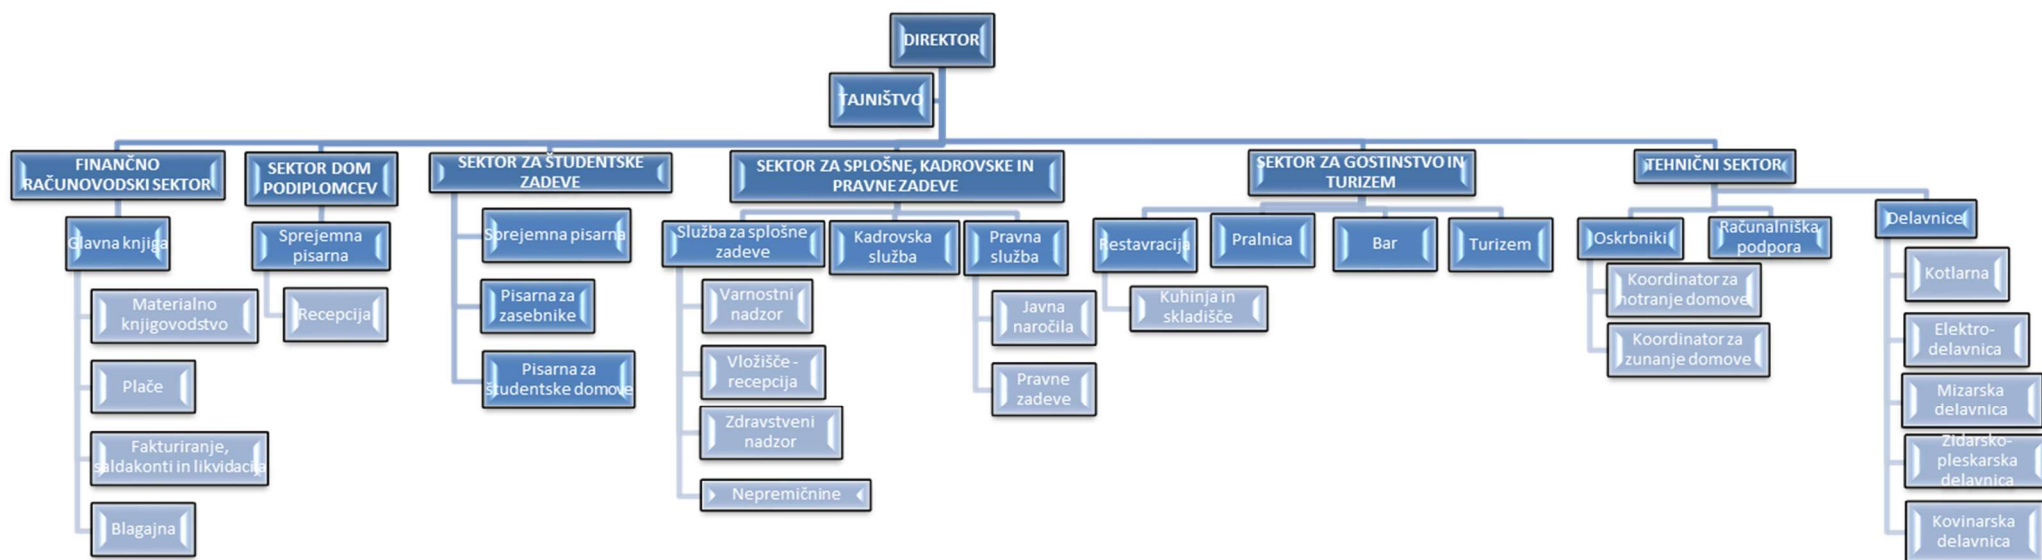 DIREKTOR
TAJNIŠTVO
FINANČNO
RAČUNOVODSKI SEKTOR
SEKTOR DOM
PODIPLOMCEV
SEKTOR ZA ŠTUDENTSKE
ZADEVE
SEKTOR ZA SPLOŠNE, KADROVSKE IN
PRAVNE ZADEVE
SEKTOR ZA GOSTINSTVO IN
TURIZEM
TEHNIČNI SEKTOR
Glavna knjiga
Materialno
knjigovodstvo
Plače
Fakturiranje,
saldakonti in likvidacija
Blagajna
Sprejemna
pisarna
Recepcija
Sprejemna pisarna
Pisarna za
zasebnike
Pisarna za
študentske domove
Služba za splošne
zadeve
Varnostni
nadzor
Vložišče -
recepcija
Zdravstveni
nadzor
Nepremičnine
Kadrovska
služba
Pravna
služba
Javna
naročila
Pravne
zadeve
Restavracija
Kuhinja in
skladišče
Pralnica
Bar
Turizem
Oskrbniki
Koordinator za
notranje domove
Koordinator za
zunanje domove
Računalniška
podpora
Delavnice
Kotlarna
Elektro-
delavnica
Mizarska
delavnica
Zidarsko-
pleskarska
delavnica
Kovinarska
delavnica